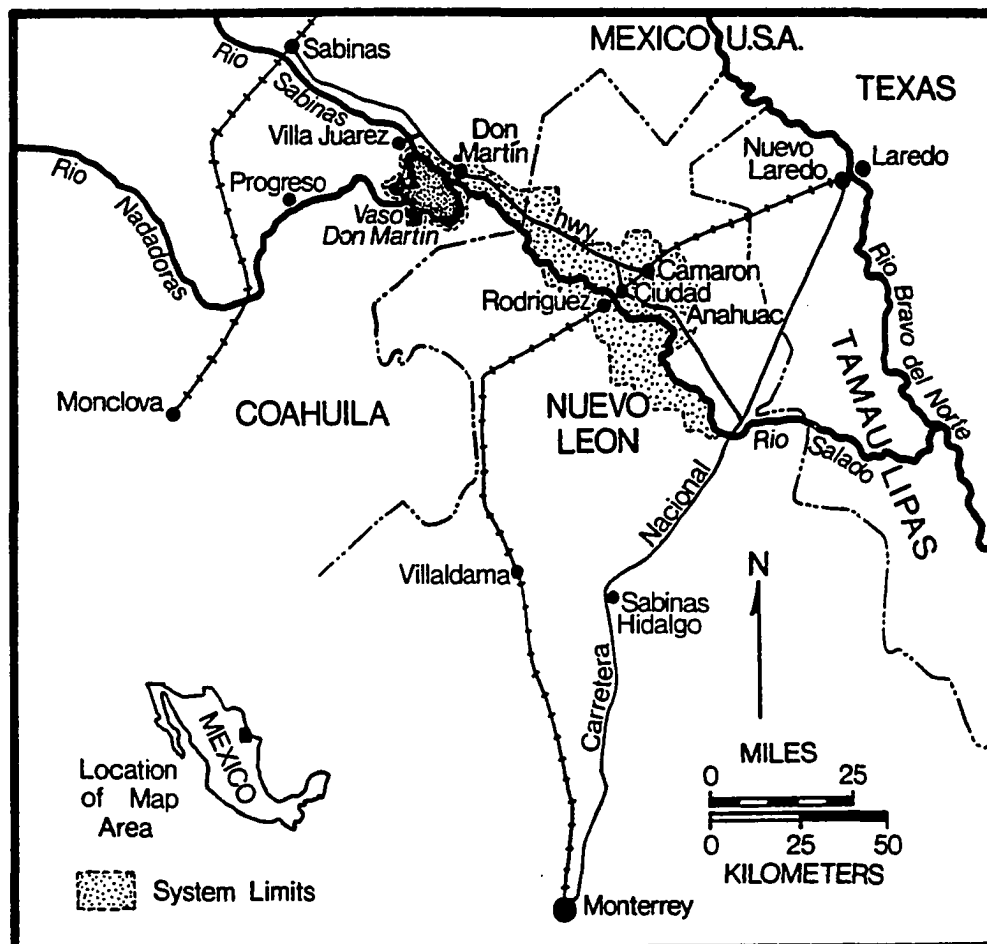 MEXICO U.S.A.
TEXAS
Sabinas
Rio
Sabinas
Villa Juarez
Don
Martín
Nuevo
Laredo
Laredo
Rio
Nadadoras
Progreso
Vaso
Don Martín
hwy
Camaron
Ciudad
Anahuac
Rodriguez
Rio Bravo del Norte
Monclova
COAHUILA
NUEVO
LEON
Rio
Salado
TAMAULIPAS
Nacional
Carretera
Villaldama
Sabinas
Hidalgo
N
MEXICO
Location
of Map
Area
MILES
0 25
0 25 50
KILOMETERS
System Limits
Monterrey